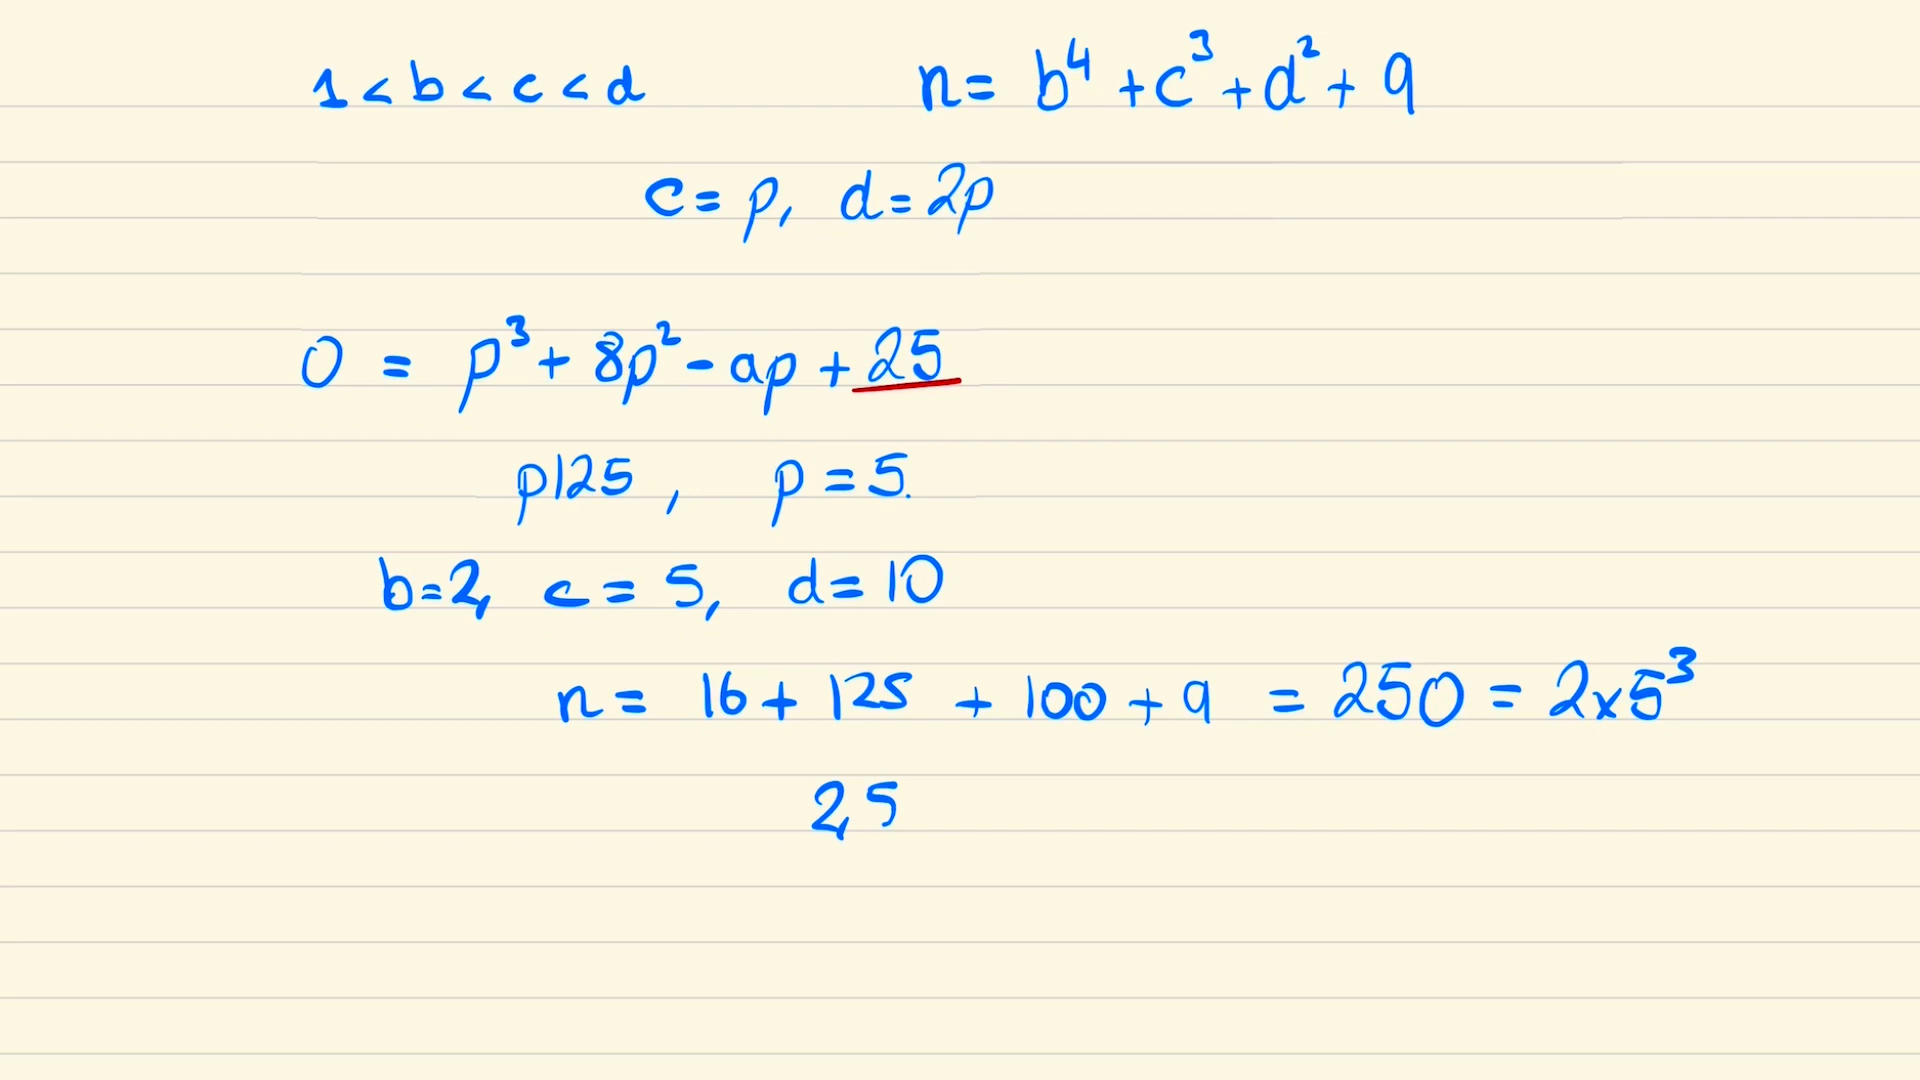 1 < b < c < d n = b⁴ + c³ + d² + 9
c = p, d = 2p
0 = p³ + 8p² - ap + 25
p|25, p = 5.
b = 2, c = 5, d = 10
n = 16 + 125 + 100 + 9 = 250 = 2 x 5³
2, 5